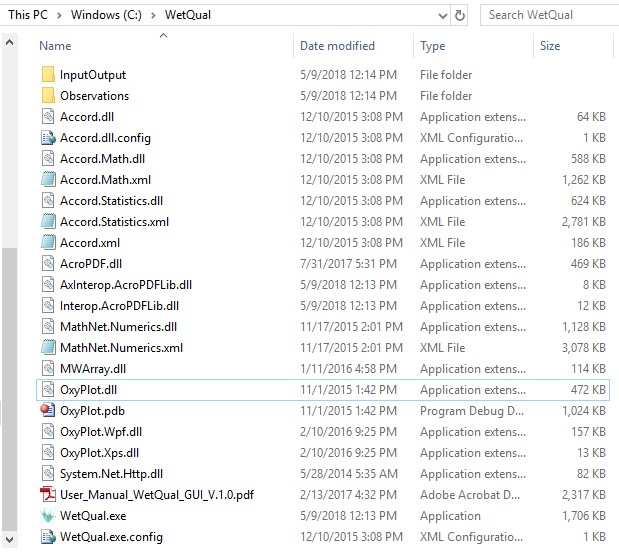 This PC > Windows (C:) > WetQual Search WetQual
Name Date modified Type Size
InputOutput 5/9/2018 12:14 PM File folder
Observations 5/9/2018 12:14 PM File folder
Accord.dll 12/10/2015 3:08 PM Application extens... 64 KB
Accord.dll.config 12/10/2015 3:08 PM XML Configuratio... 1 KB
Accord.Math.dll 12/10/2015 3:08 PM Application extens... 588 KB
Accord.Math.xml 12/10/2015 3:08 PM XML File 1,262 KB
Accord.Statistics.dll 12/10/2015 3:08 PM Application extens... 624 KB
Accord.Statistics.xml 12/10/2015 3:08 PM XML File 2,781 KB
Accord.xml 12/10/2015 3:08 PM XML File 186 KB
AcroPDF.dll 7/31/2017 5:31 PM Application extens... 469 KB
AxInterop.AcroPDFLib.dll 5/9/2018 12:13 PM Application extens... 8 KB
Interop.AcroPDFLib.dll 5/9/2018 12:13 PM Application extens... 12 KB
MathNet.Numerics.dll 11/17/2015 2:01 PM Application extens... 1,128 KB
MathNet.Numerics.xml 11/17/2015 2:01 PM XML File 3,078 KB
MWArray.dll 1/11/2016 4:58 PM Application extens... 114 KB
OxyPlot.dll 11/1/2015 1:42 PM Application extens... 472 KB
OxyPlot.pdb 11/1/2015 1:42 PM Program Debug D... 1,024 KB
OxyPlot.Wpf.dll 2/10/2016 9:25 PM Application extens... 157 KB
OxyPlot.Xps.dll 2/10/2016 9:25 PM Application extens... 13 KB
System.Net.Http.dll 5/28/2014 5:35 AM Application extens... 82 KB
User_Manual_WetQual_GUI_V.1.0.pdf 2/13/2017 4:32 PM Adobe Acrobat D... 2,317 KB
WetQual.exe 5/9/2018 12:13 PM Application 1,706 KB
WetQual.exe.config 12/10/2015 3:08 PM XML Configuratio... 1 KB